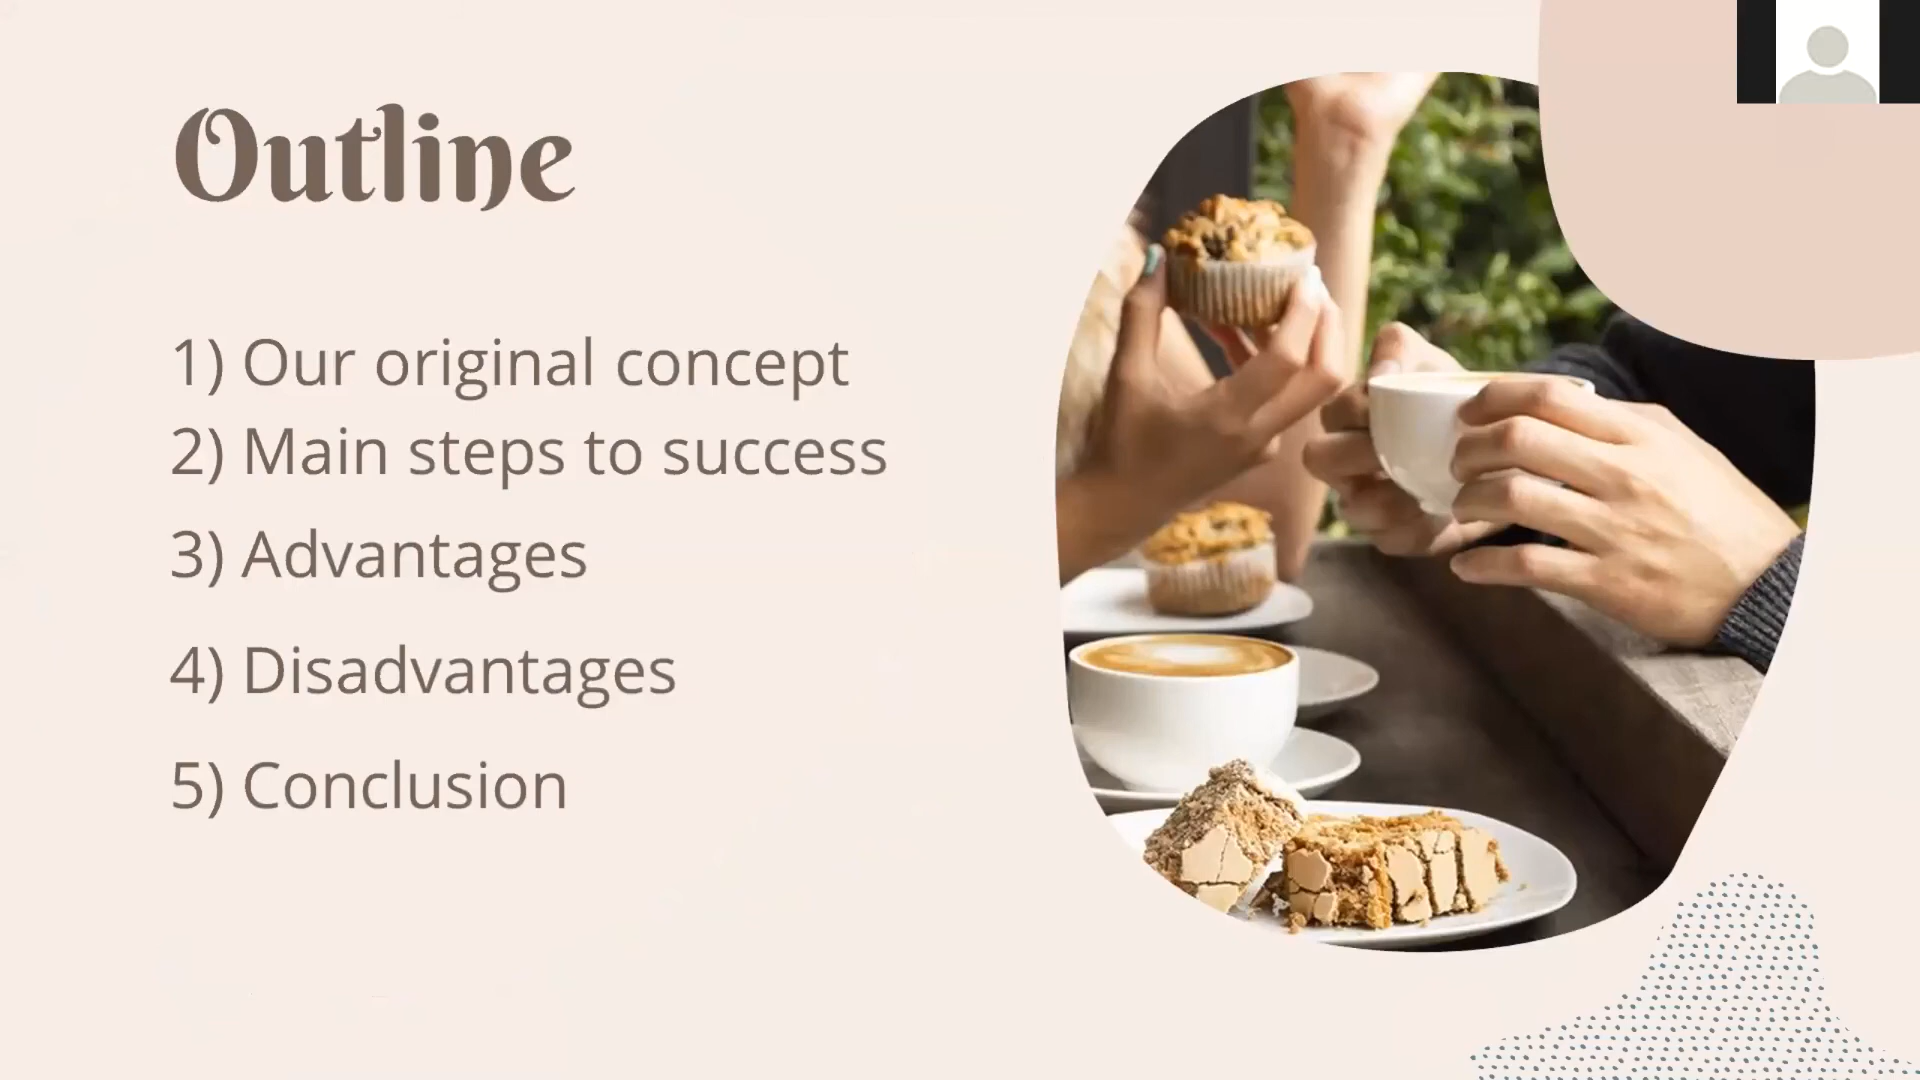 Outline
1) Our original concept
2) Main steps to success
3) Advantages
4) Disadvantages
5) Conclusion